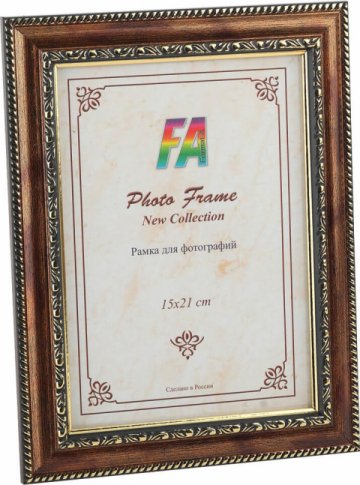 FA
Photo Frame
New Collection
Рамка для фотографий
15x21 cm
Сделано в России